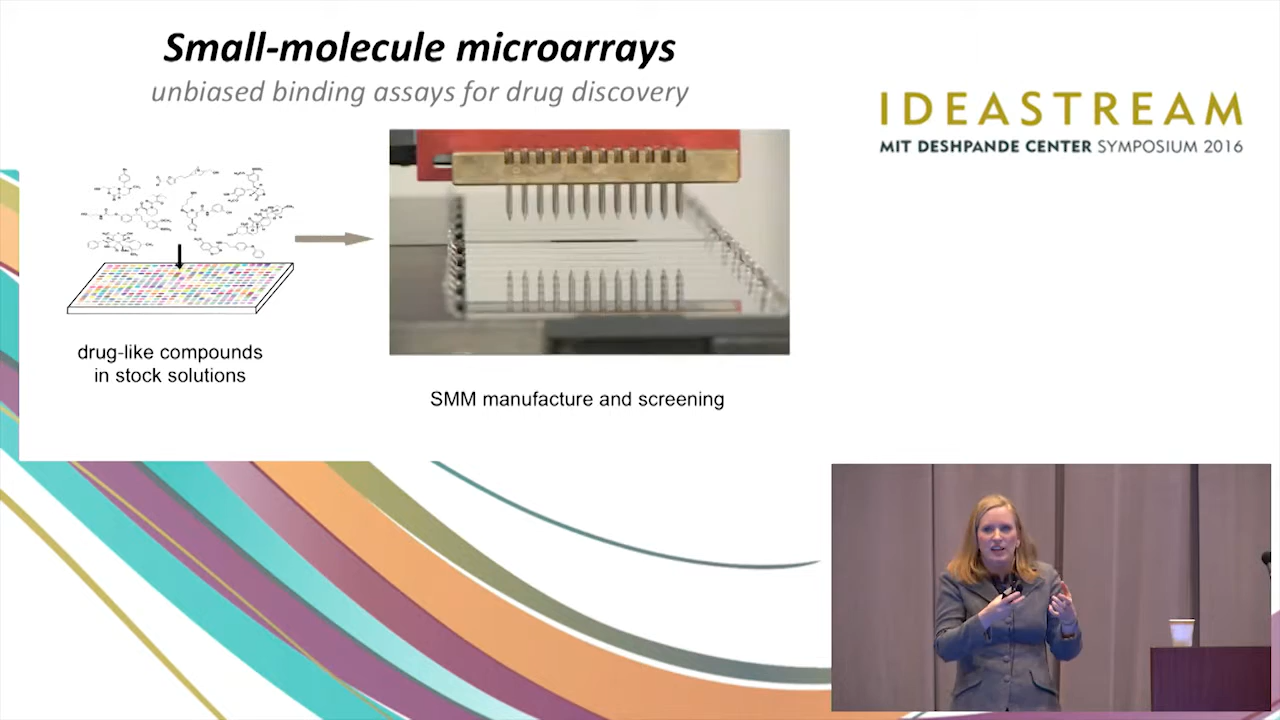 Small-molecule microarrays
unbiased binding assays for drug discovery
IDEASTREAM
MIT DESHPANDE CENTER SYMPOSIUM 2016
drug-like compounds
in stock solutions
SMM manufacture and screening